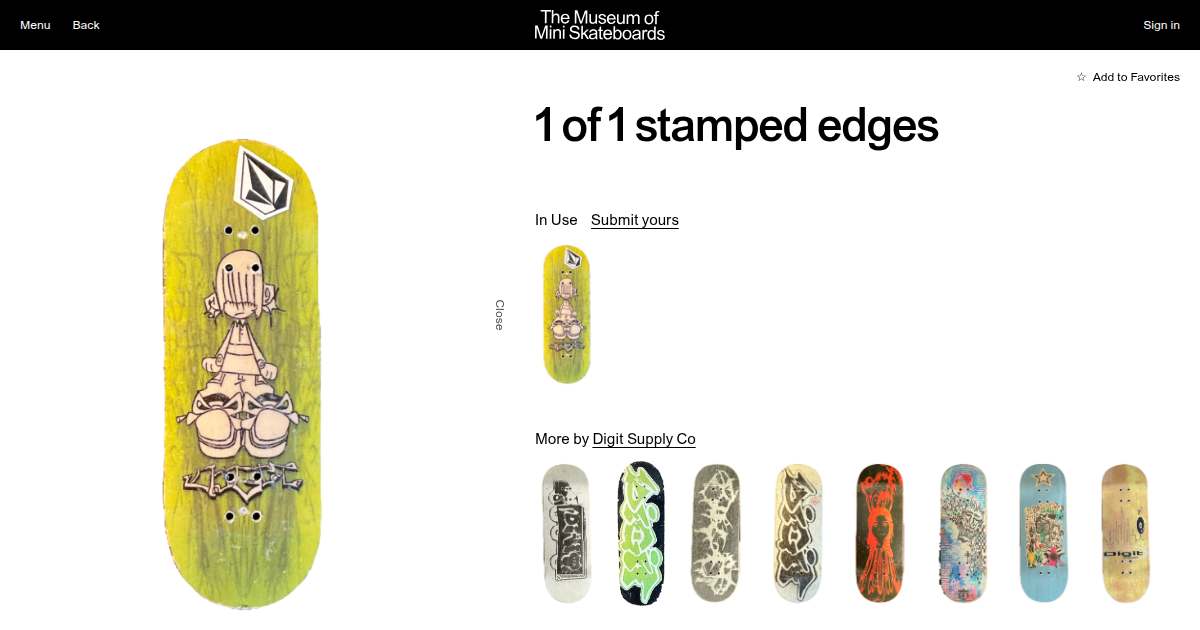 Menu
Back
The Museum of
Mini Skateboards
Sign in
☆ Add to Favorites
1 of 1 stamped edges
In Use
Submit yours
Close
More by Digit Supply Co
Digit